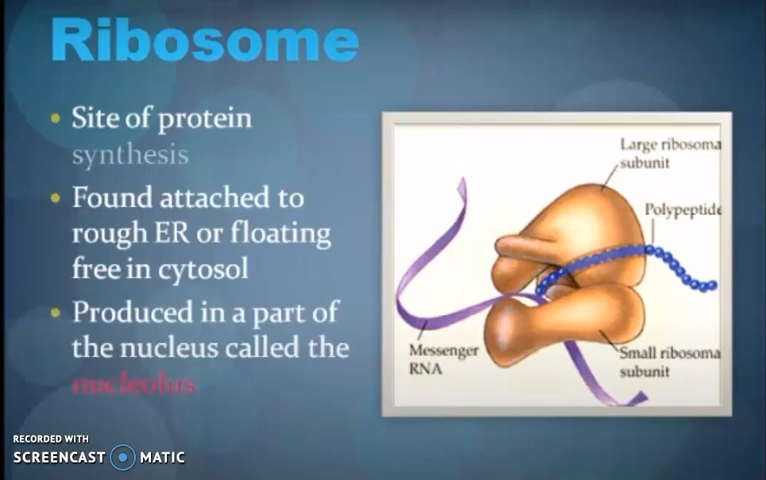 Ribosome
• Site of protein
synthesis
• Found attached to
rough ER or floating
free in cytosol
• Produced in a part of
the nucleus called the
nucleolus
Large ribosoma
subunit
Polypeptide
Messenger
RNA
Small ribosoma
subunit
RECORDED WITH
SCREENCAST MATIC